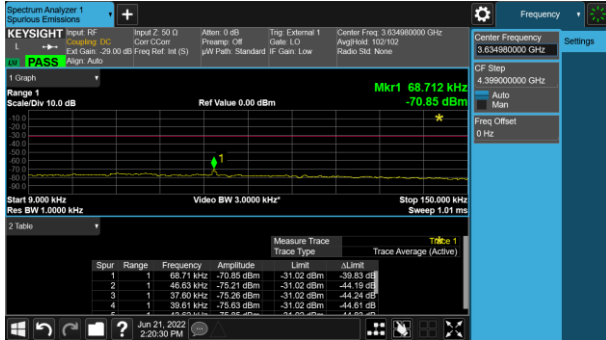 Spectrum Analyzer 1
Spurious Emissions
Frequency
KEYSIGHT Input: RF Input Z: 50 Ω Atten: 0 dB Trig: External 1 Center Freq: 3.634980000 GHz
L Coupling: DC Corr CCorr Preamp: Off Gate: LO Avg|Hold: 102/102
Ext Gain: -29.00 dB Freq Ref: Int (S) µW Path: Standard IF Gain: Low Radio Std: None
PASS Align: Auto
Center Frequency
3.634980000 GHz
Settings
CF Step
4.399000000 GHz
Auto
Man
Freq Offset
0 Hz
1 Graph
Range 1
Scale/Div 10.0 dB Ref Value 0.00 dBm
Mkr1 68.712 kHz
-70.85 dBm
-10.0
-20.0
-30.0
-40.0
-50.0
-60.0
-70.0
-80.0
-90.0
1
Start 9.000 kHz Video BW 3.0000 kHz* Stop 150.000 kHz
Res BW 1.0000 kHz Sweep 1.01 ms
2 Table
Measure Trace Trace 1
Trace Type Trace Average (Active)
Spur Range Frequency Amplitude Limit ΔLimit
1 1 68.71 kHz -70.85 dBm -31.02 dBm -39.83 dB
2 46.63 kHz -75.21 dBm -31.02 dBm -44.19 dB
3 37.60 kHz -75.26 dBm -31.02 dBm -44.24 dB
4 39.61 kHz -75.63 dBm -31.02 dBm -44.61 dB
Jun 21, 2022
2:20:30 PM